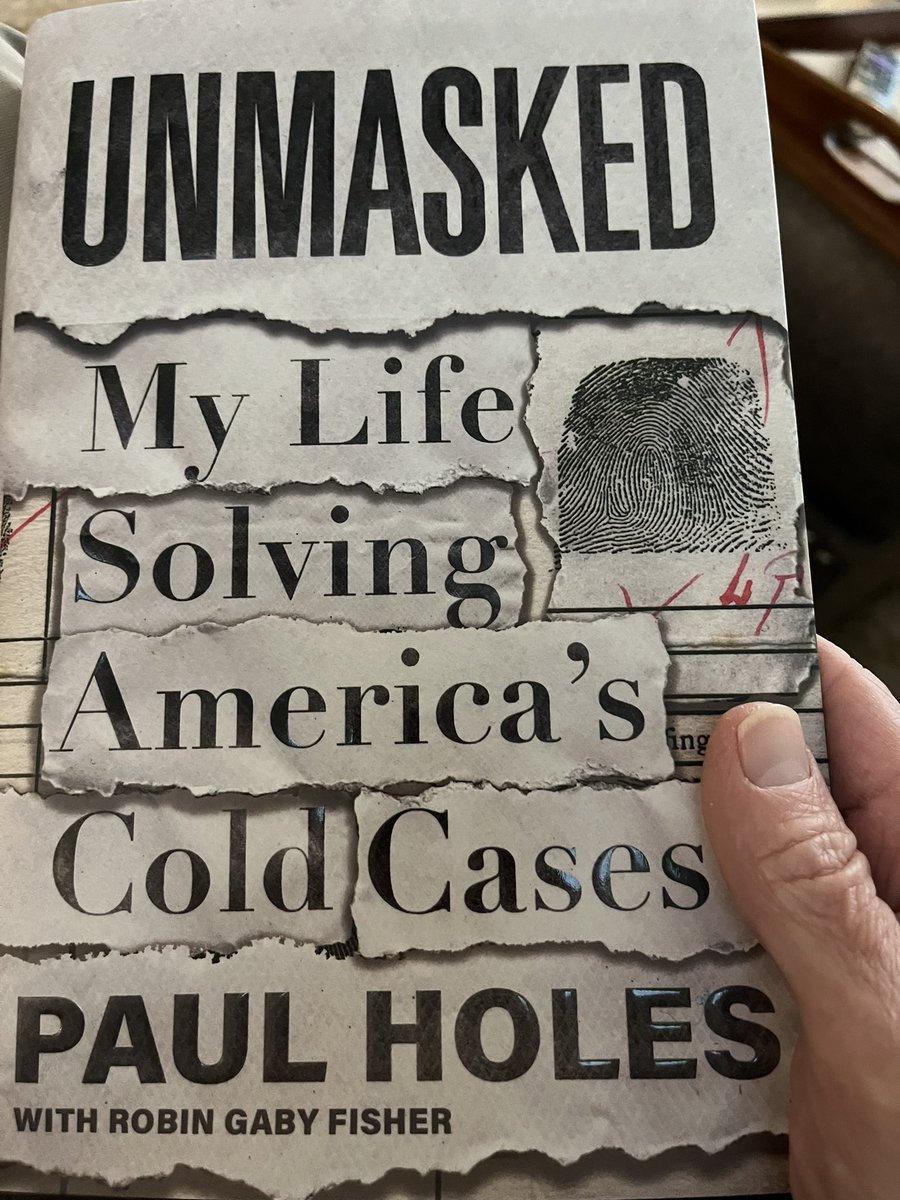 UNMASKED
My Life
Solving
America's
Cold Cases
PAUL HOLES
WITH ROBIN GABY FISHER